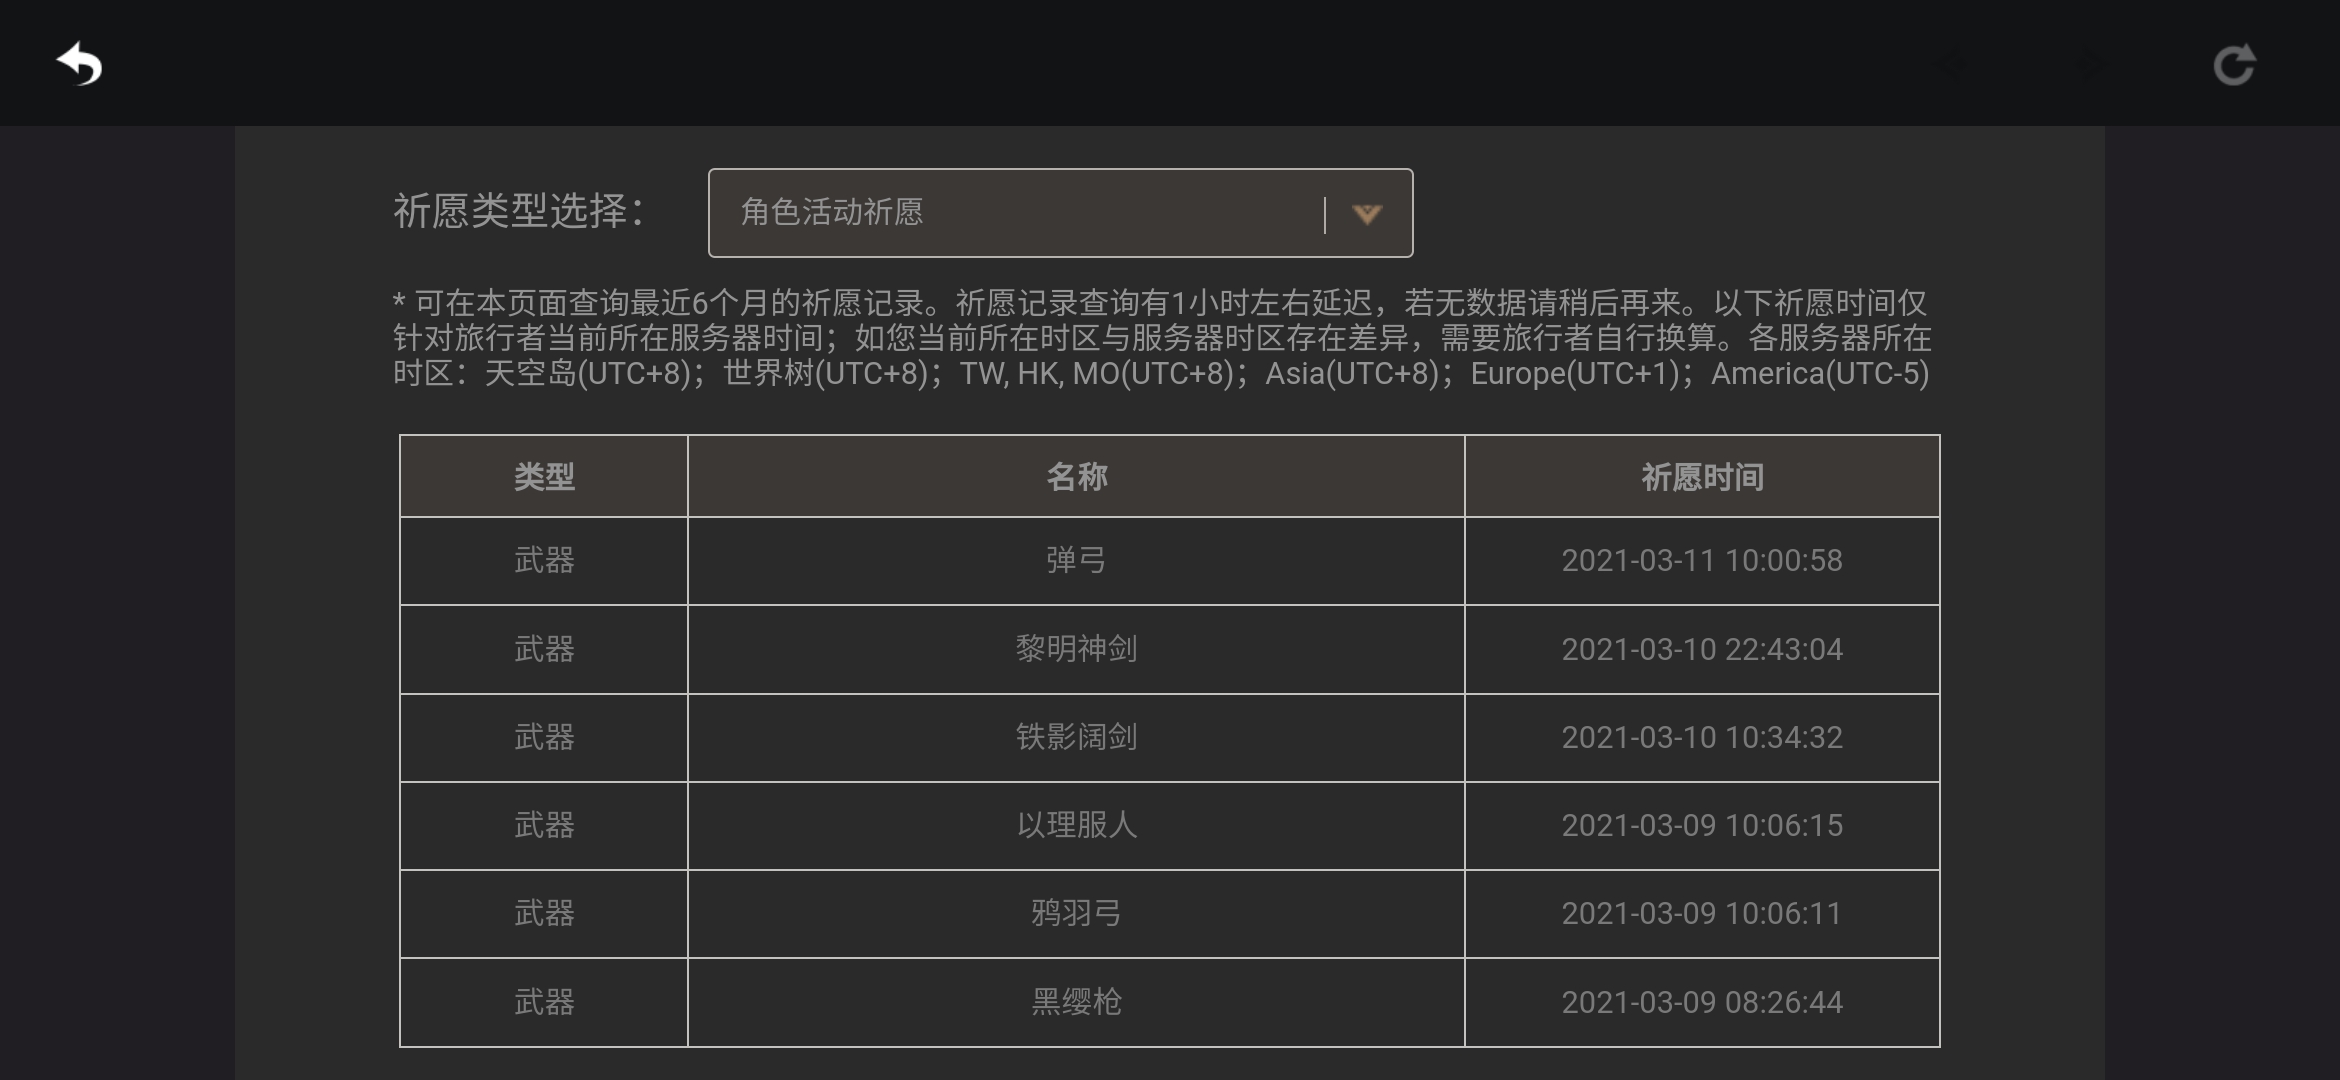 祈愿类型选择：
角色活动祈愿
* 可在本页面查询最近6个月的祈愿记录。祈愿记录查询有1小时左右延迟，若无数据请稍后再来。以下祈愿时间仅
针对旅行者当前所在服务器时间；如您当前所在时区与服务器时区存在差异，需要旅行者自行换算。各服务器所在
时区：天空岛(UTC+8)；世界树(UTC+8)；TW, HK, MO(UTC+8)；Asia(UTC+8)；Europe(UTC+1)；America(UTC-5)
类型 名称 祈愿时间
武器 弹弓 2021-03-11 10:00:58
武器 黎明神剑 2021-03-10 22:43:04
武器 铁影阔剑 2021-03-10 10:34:32
武器 以理服人 2021-03-09 10:06:15
武器 鸦羽弓 2021-03-09 10:06:11
武器 黑缨枪 2021-03-09 08:26:44